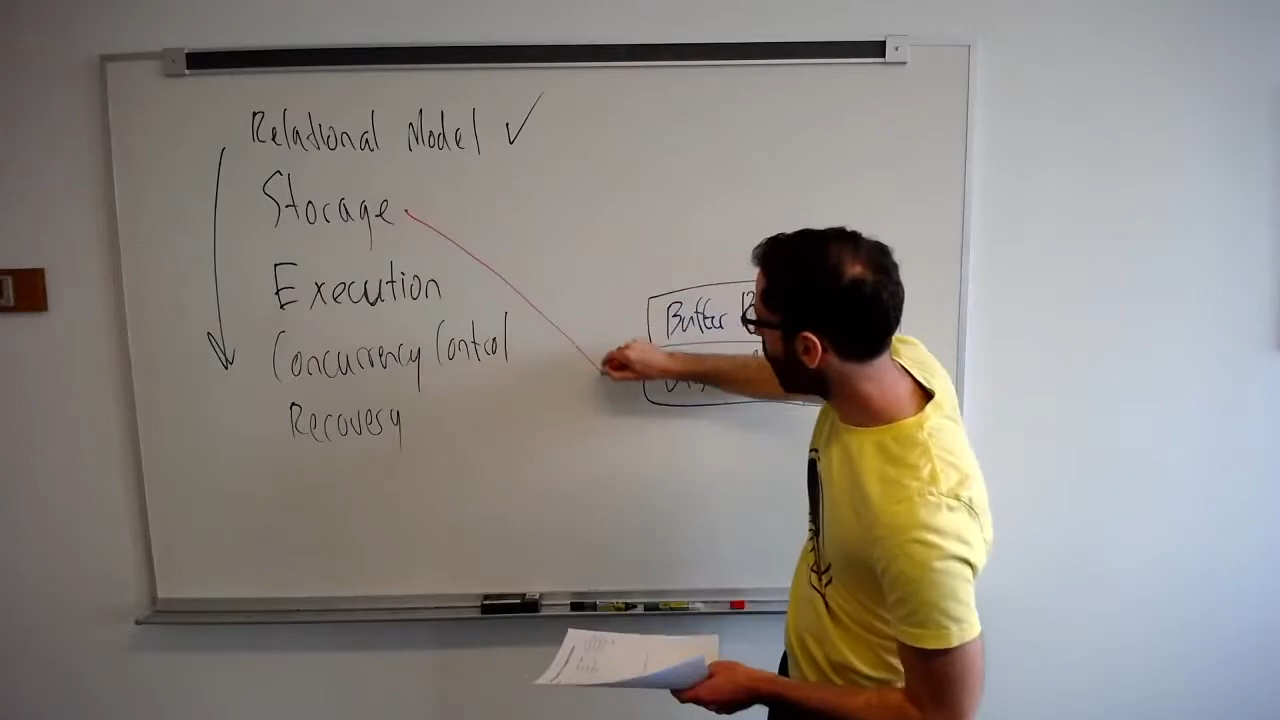 Relational Model ✓
Storage
Execution
Concurrency Control
Recovery
Buffer